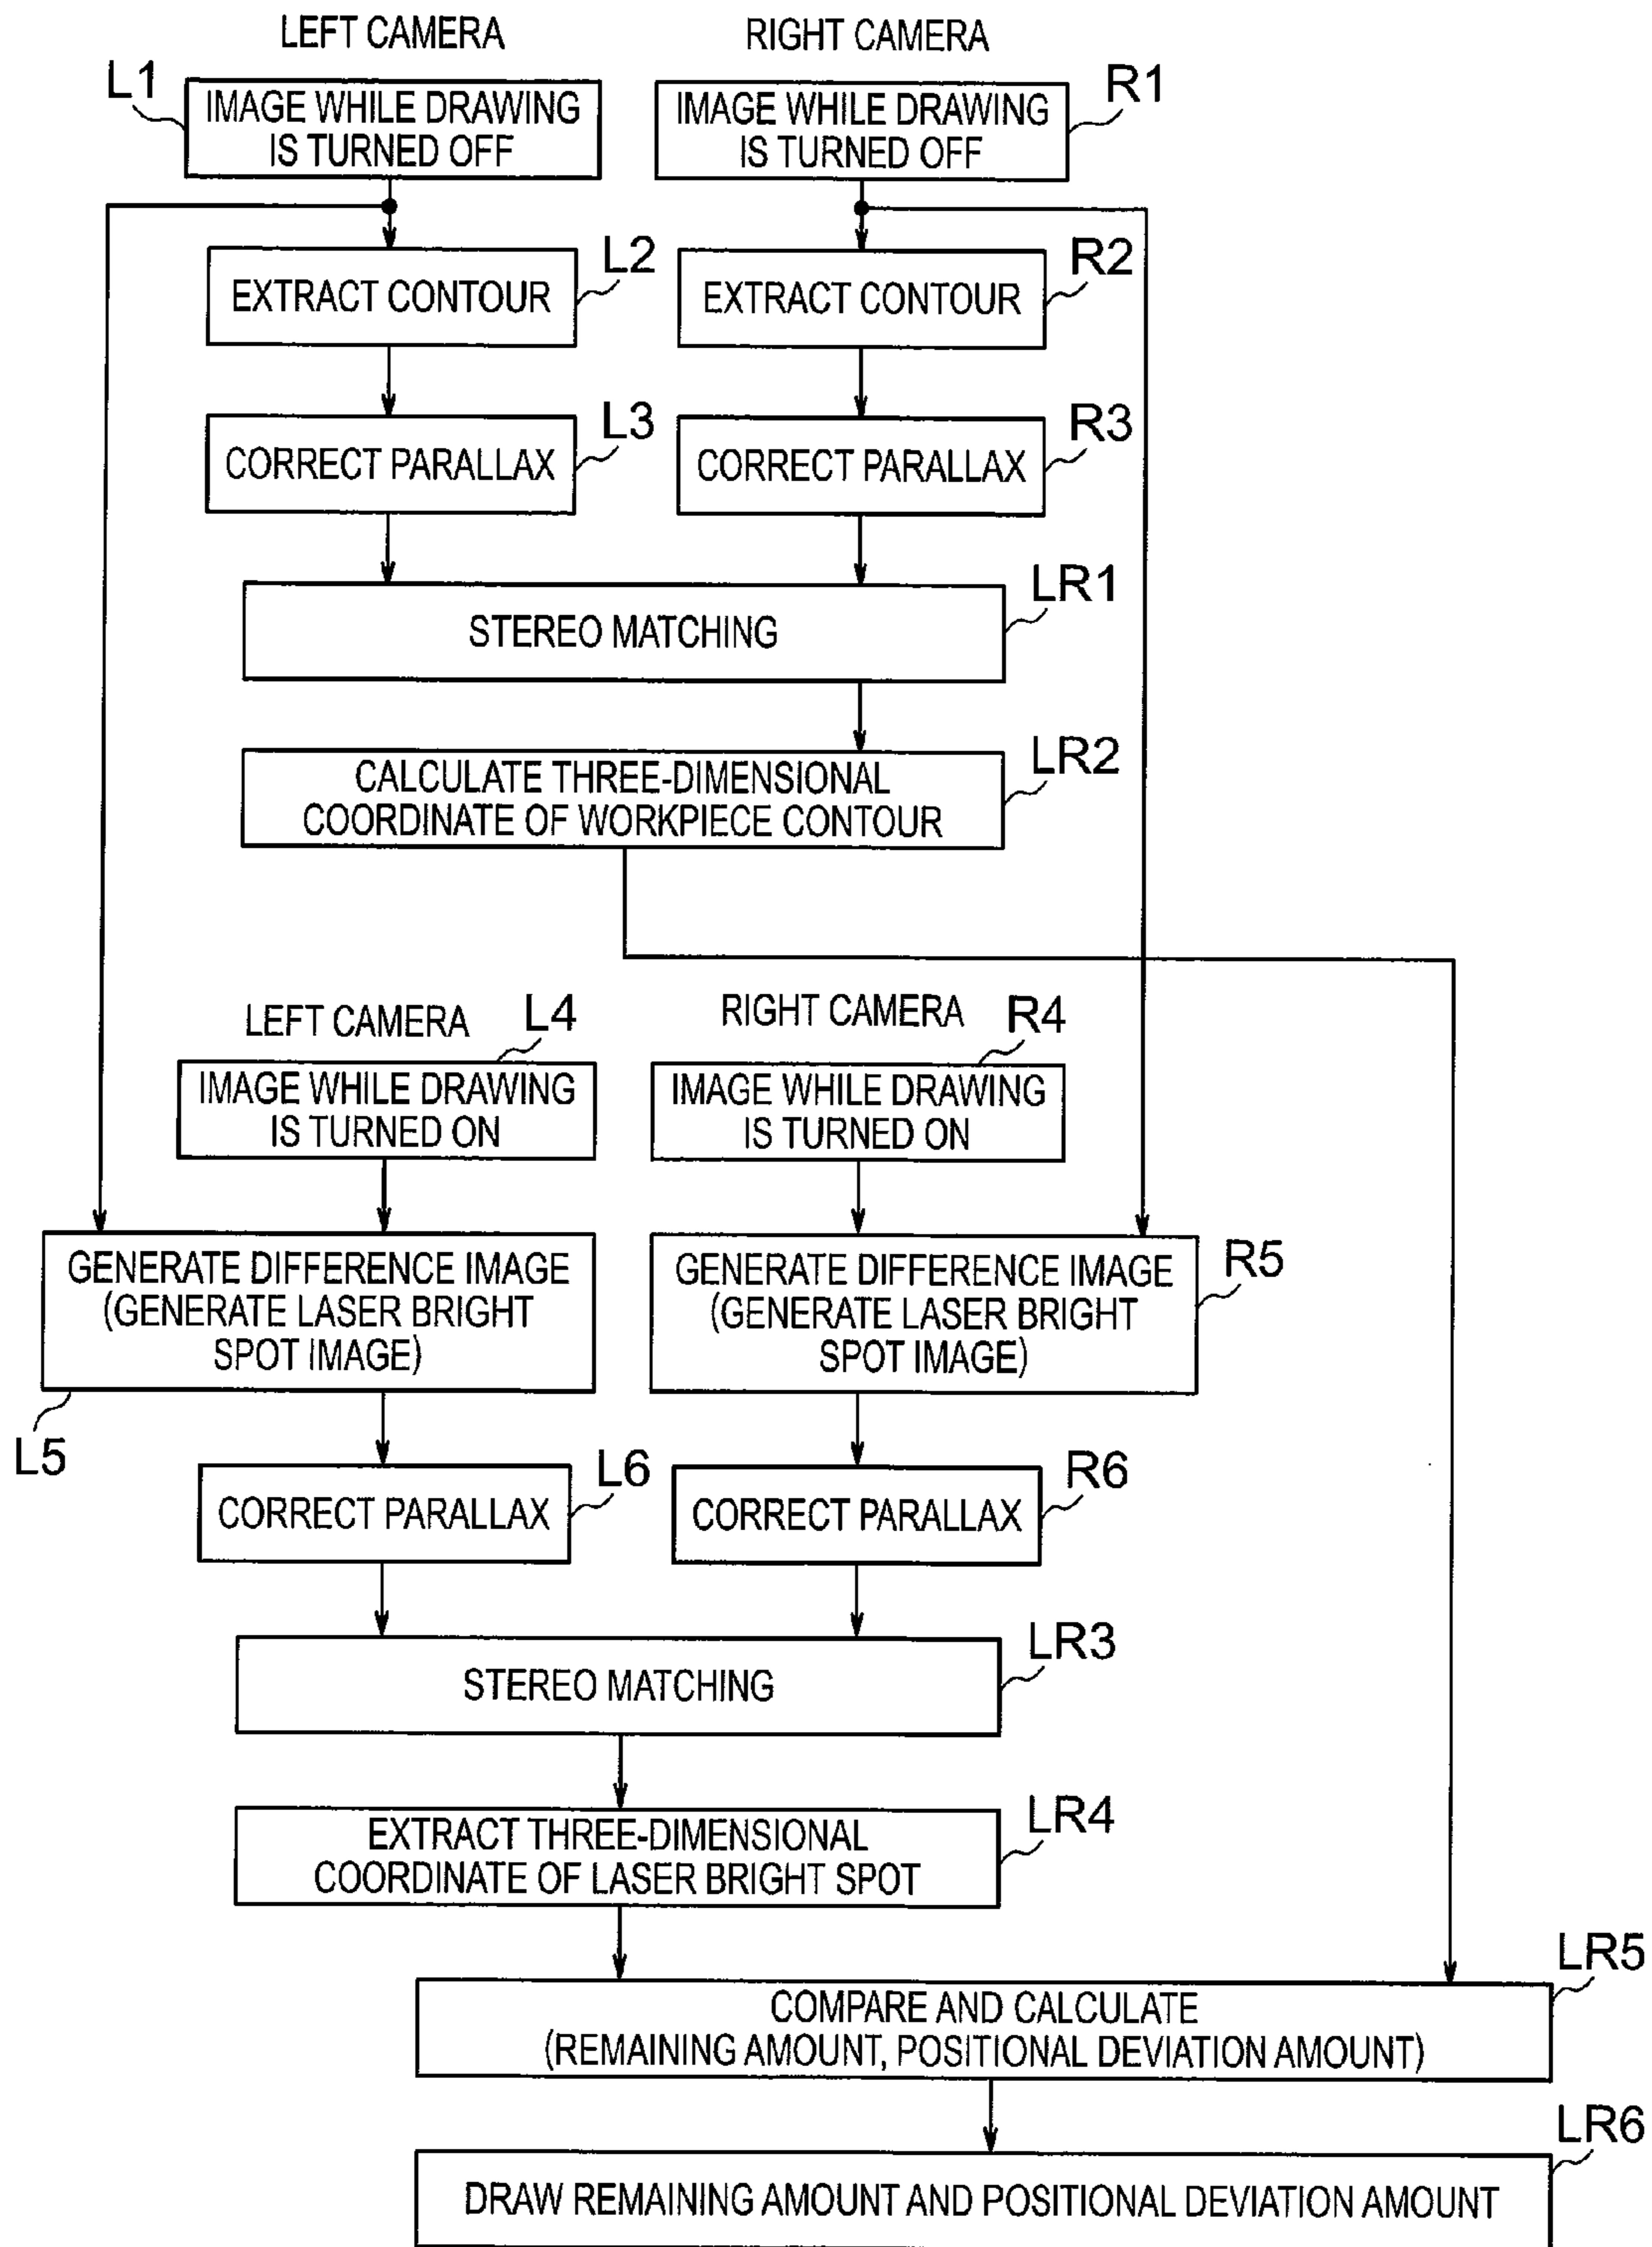 LEFT CAMERA
RIGHT CAMERA
L1
IMAGE WHILE DRAWING
IS TURNED OFF
IMAGE WHILE DRAWING
IS TURNED OFF
R1
EXTRACT CONTOUR
L2
EXTRACT CONTOUR
R2
CORRECT PARALLAX
L3
CORRECT PARALLAX
R3
STEREO MATCHING
LR1
CALCULATE THREE-DIMENSIONAL
COORDINATE OF WORKPIECE CONTOUR
LR2
LEFT CAMERA
L4
RIGHT CAMERA
R4
IMAGE WHILE DRAWING
IS TURNED ON
IMAGE WHILE DRAWING
IS TURNED ON
GENERATE DIFFERENCE IMAGE
(GENERATE LASER BRIGHT
SPOT IMAGE)
L5
GENERATE DIFFERENCE IMAGE
(GENERATE LASER BRIGHT
SPOT IMAGE)
R5
CORRECT PARALLAX
L6
CORRECT PARALLAX
R6
STEREO MATCHING
LR3
EXTRACT THREE-DIMENSIONAL
COORDINATE OF LASER BRIGHT SPOT
LR4
COMPARE AND CALCULATE
(REMAINING AMOUNT, POSITIONAL DEVIATION AMOUNT)
LR5
DRAW REMAINING AMOUNT AND POSITIONAL DEVIATION AMOUNT
LR6